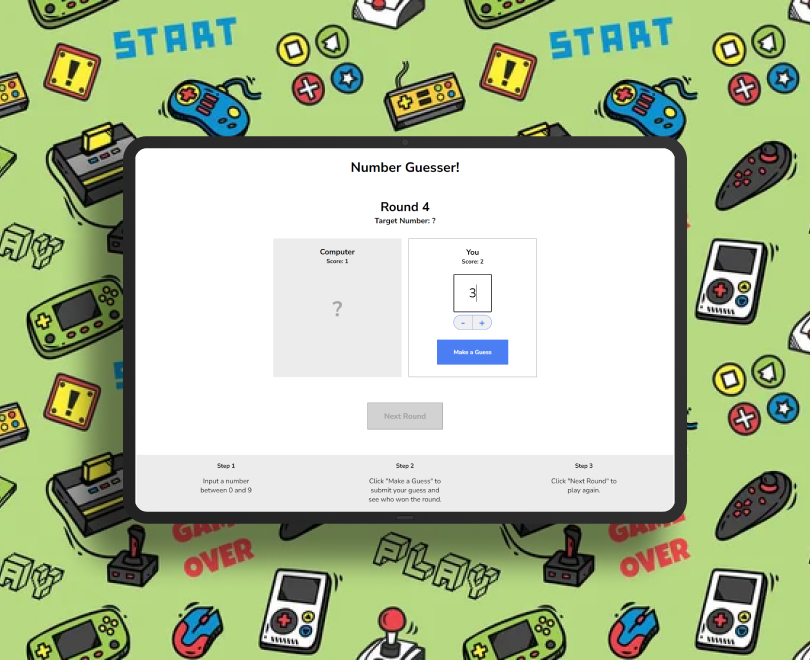 START
START
Number Guesser!
Round 4
Target Number: ?
Computer
Score: 1
?
You
Score: 2
3
- +
Make a Guess
Next Round
Step 1
Input a number
between 0 and 9
Step 2
Click "Make a Guess" to
submit your guess and
see who won the round.
Step 3
Click "Next Round" to
play again.
GAME
OVER
PLAY
GAME
OVER